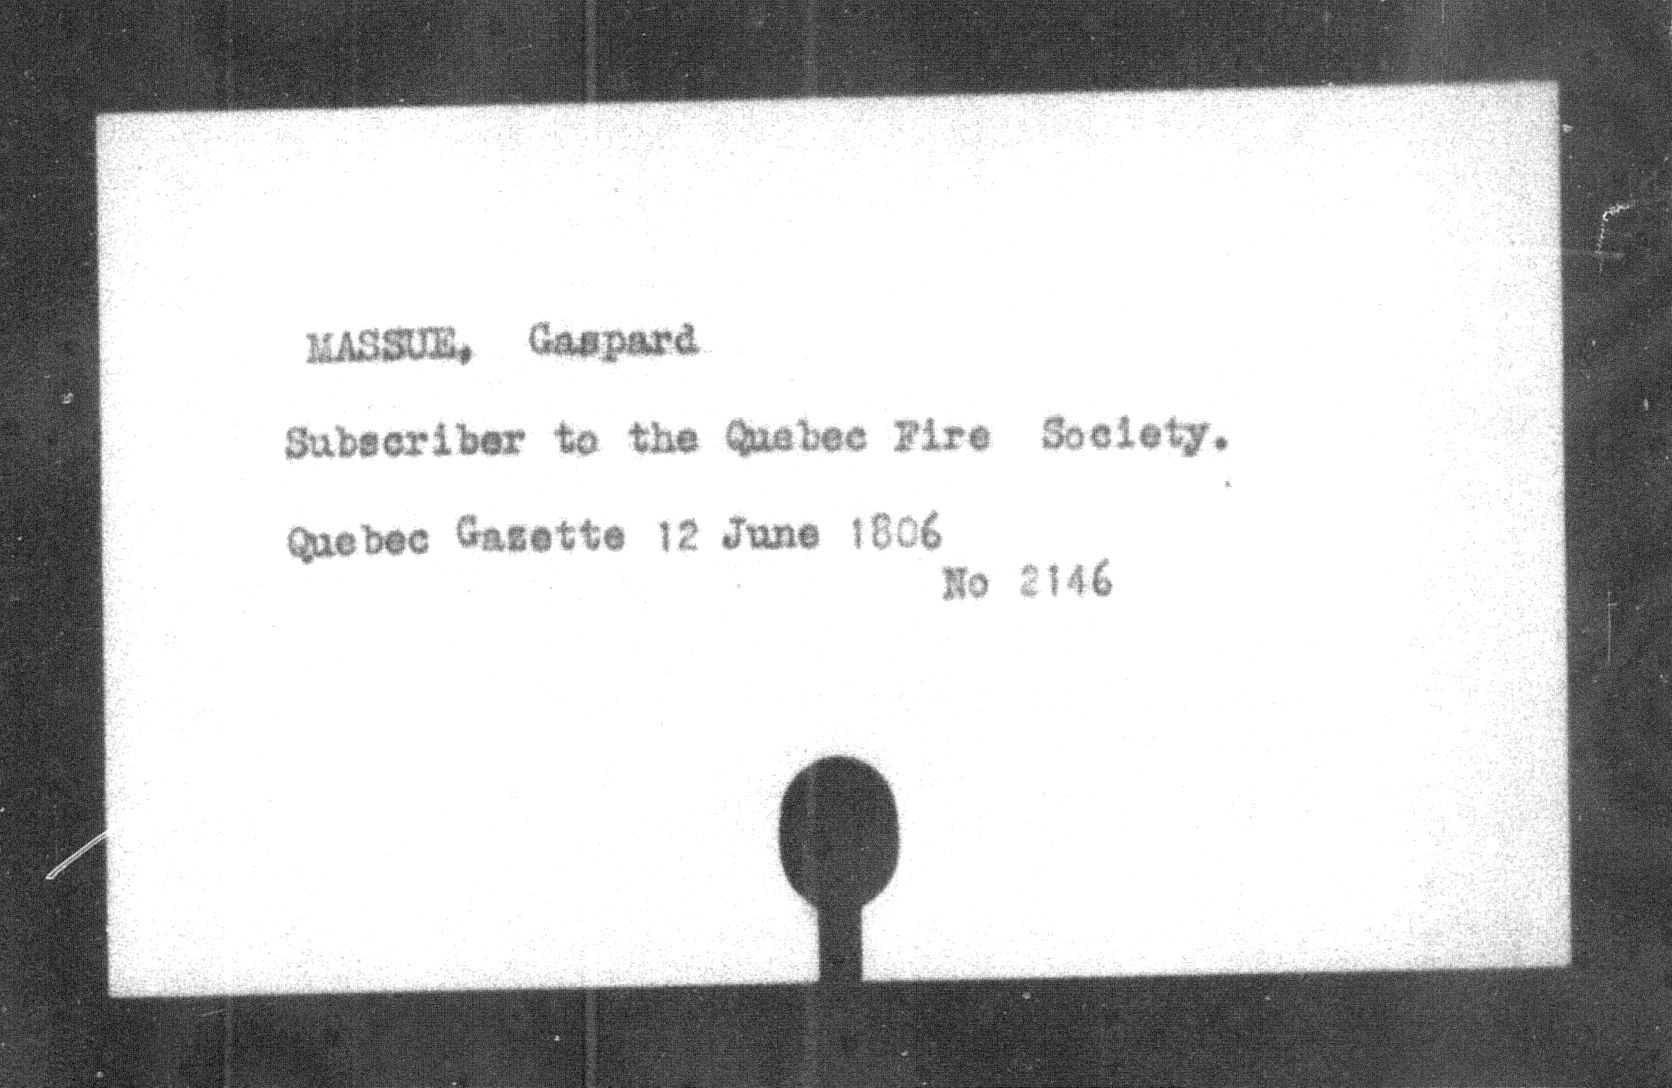 MASSUE, Gaspard
Subscriber to the Quebec Fire Society.
Quebec Gazette 12 June 1806
No 2146